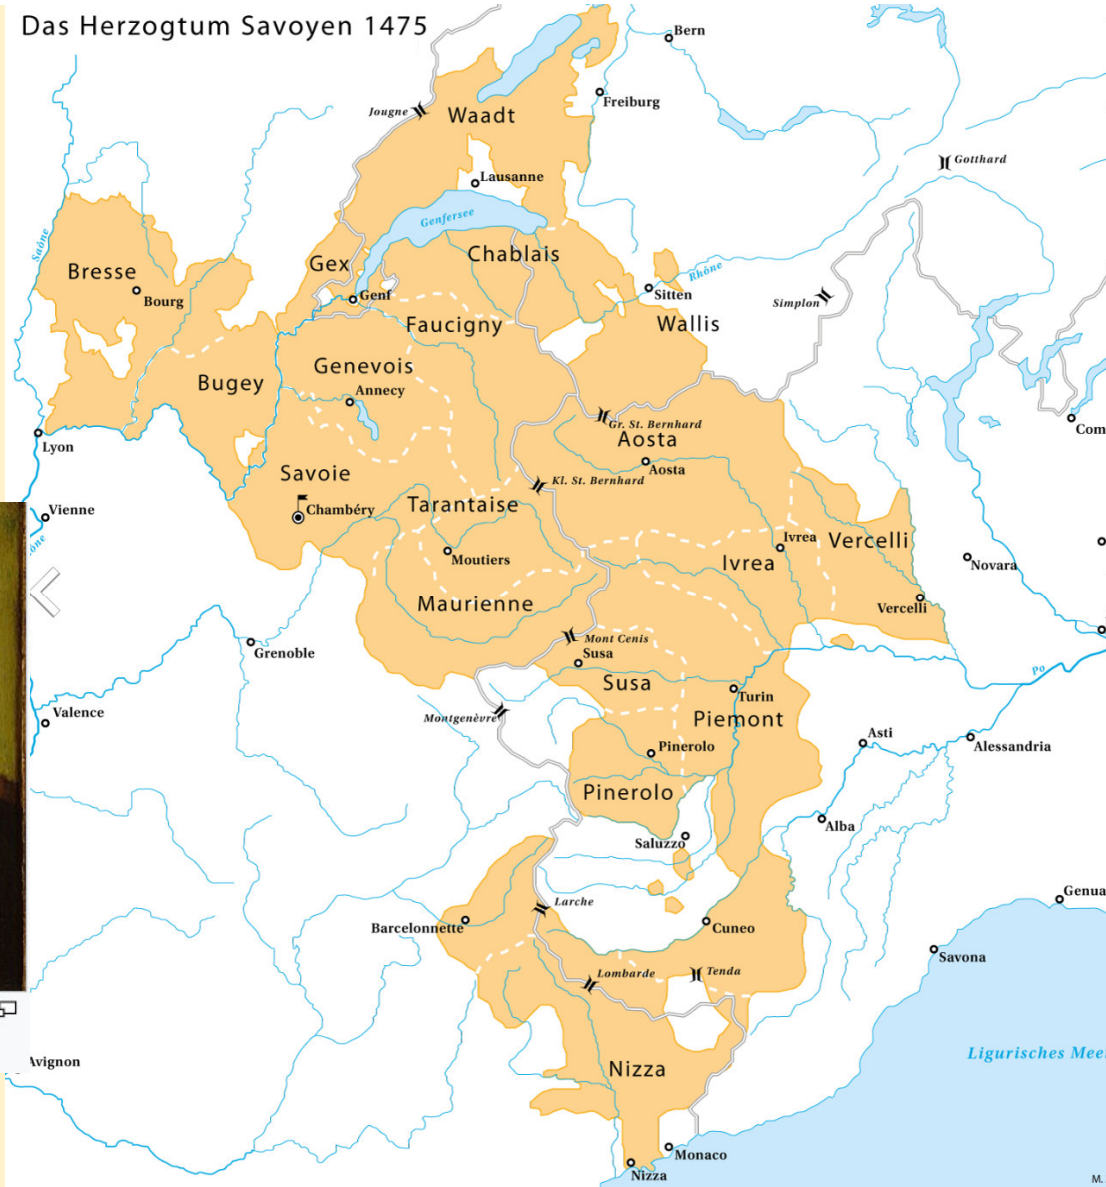 Das Herzogtum Savoyen 1475
Bern
Freiburg
Jougne
Waadt
Gotthard
Lausanne
Genfersee
Saône
Chablais
Gex
Bresse
Bourg
Genf
Rhône
Sitten
Simplon
Wallis
Faucigny
Genevois
Annecy
Bugey
Gr. St. Bernhard
Com
Lyon
Aosta
Aosta
Savoie
Kl. St. Bernhard
Tarantaise
Chambéry
Vienne
Ivrea
Vercelli
Moutiers
Ivrea
Novara
Maurienne
Vercelli
Mont Cenis
Grenoble
Susa
Po
Susa
Turin
Valence
Montgenèvre
Piemont
Asti
Pinerolo
Alessandria
Pinerolo
Alba
Saluzzo
Genua
Larche
Barcelonnette
Cuneo
Savona
Lombarde
Tenda
Ligurisches Mee
Avignon
Nizza
Monaco
Nizza
M.